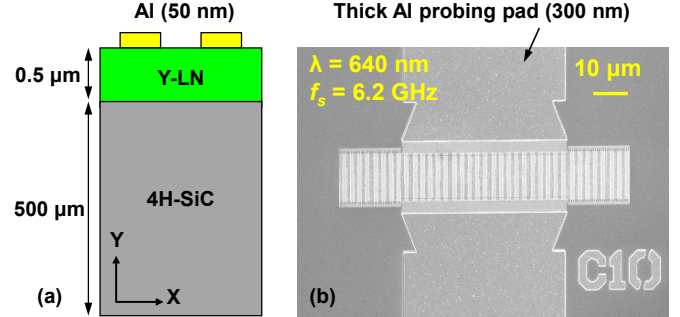 Al (50 nm)
0.5 µm
Y-LN
500 µm
4H-SiC
Y
X
(a)
Thick Al probing pad (300 nm)
λ = 640 nm
fs = 6.2 GHz
10 µm
C10
(b)